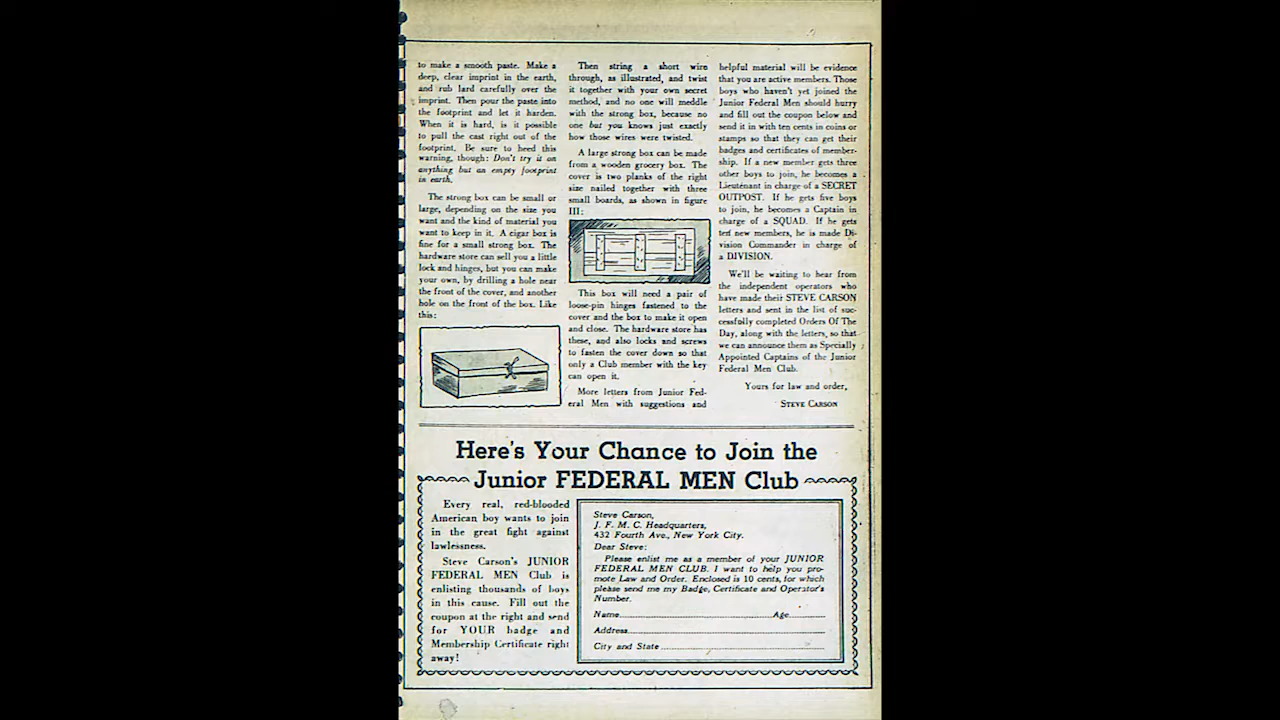 to make a smooth paste. Make a
deep, clear imprint in the earth,
and rub lard carefully over the
imprint. Then pour the paste into
the footprint and let it harden.
When it is hard, is it possible
to pull the cast right out of the
footprint. Be sure to heed this
warning, though: Don't try it on
anything but an empty footprint
in earth.
The strong box can be small or
large, depending on the size you
want and the kind of material you
want to keep in it. A cigar box is
fine for a small strong box. The
hardware store can sell you a little
lock and hinges, but you can make
your own, by drilling a hole near
the front of the cover, and another
hole on the front of the box. Like
this:
Then string a short wire
through, as illustrated, and twist
it together with your own secret
method, and no one will meddle
with the strong box, because no
one but you knows just exactly
how those wires were twisted.
A large strong box can be made
from a wooden grocery box. The
cover is two planks of the right
size nailed together with three
small boards, as shown in figure
III:
This box will need a pair of
loose-pin hinges fastened to the
cover and the box to make it open
and close. The hardware store has
these, and also locks and screws
to fasten the cover down so that
only a Club member with the key
can open it.
More letters from Junior Fed-
eral Men with suggestions and
helpful material will be evidence
that you are active members. Those
boys who haven't yet joined the
Junior Federal Men should hurry
and fill out the coupon below and
send it in with ten cents in coins or
stamps so that they can get their
badges and certificates of member-
ship. If a new member gets three
other boys to join, he becomes a
Lieutenant in charge of a SECRET
OUTPOST. If he gets five boys
to join, he becomes a Captain in
charge of a SQUAD. If he gets
ten new members, he is made Di-
vision Commander in charge of
a DIVISION.
We'll be waiting to hear from
the independent operators who
have made their STEVE CARSON
letters and sent in the list of suc-
cessfully completed Orders Of The
Day, along with the letters, so that
we can announce them as Specially
Appointed Captains of the Junior
Federal Men Club.
Yours for law and order,
STEVE CARSON
Here's Your Chance to Join the
Junior FEDERAL MEN Club
Every real, red-blooded
American boy wants to join
in the great fight against
lawlessness.
Steve Carson's JUNIOR
FEDERAL MEN Club is
enlisting thousands of boys
in this cause. Fill out the
coupon at the right and send
for YOUR badge and
Membership Certificate right
away!
Steve Carson,
J. F. M. C. Headquarters,
432 Fourth Ave., New York City.
Dear Steve:
Please enlist me as a member of your JUNIOR
FEDERAL MEN CLUB. I want to help you pro-
mote Law and Order. Enclosed is 10 cents, for which
please send me my Badge, Certificate and Operator's
Number.
Name Age
Address
City and State